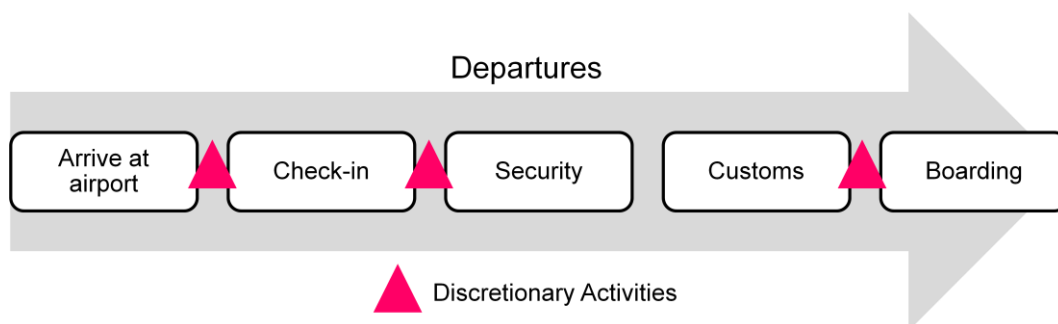 Departures
Arrive at
airport
Check-in
Security
Customs
Boarding
Discretionary Activities